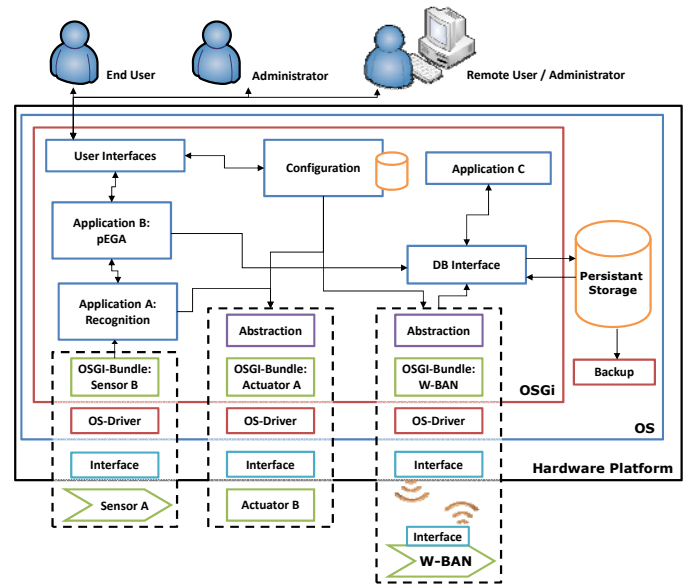 End User
Administrator
Remote User / Administrator
User Interfaces
Configuration
Application C
Application B:
pEGA
DB Interface
Persistant
Storage
Application A:
Recognition
Abstraction
Abstraction
Backup
OSGI-Bundle:
Sensor B
OSGI-Bundle:
Actuator A
OSGI-Bundle:
W-BAN
OSGi
OS-Driver
OS-Driver
OS-Driver
OS
Interface
Interface
Interface
Hardware Platform
Sensor A
Actuator B
Interface
W-BAN